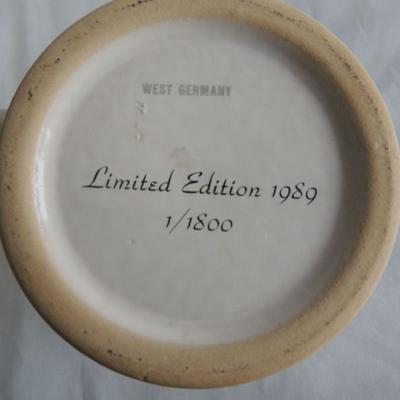 WEST GERMANY
Limited Edition 1989
1/1800